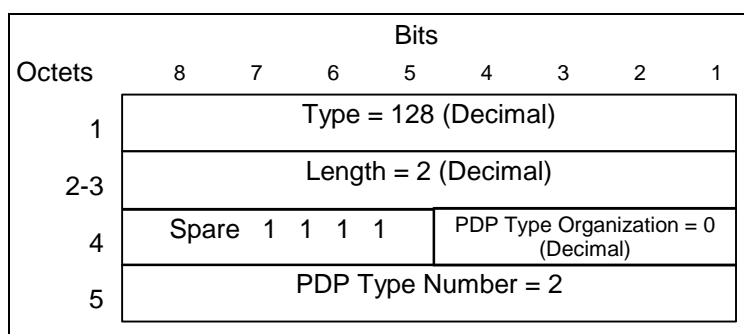 Bits
Octets 8 7 6 5 4 3 2 1
1 Type = 128 (Decimal)
2-3 Length = 2 (Decimal)
4 Spare 1 1 1 1 PDP Type Organization = 0
(Decimal)
5 PDP Type Number = 2